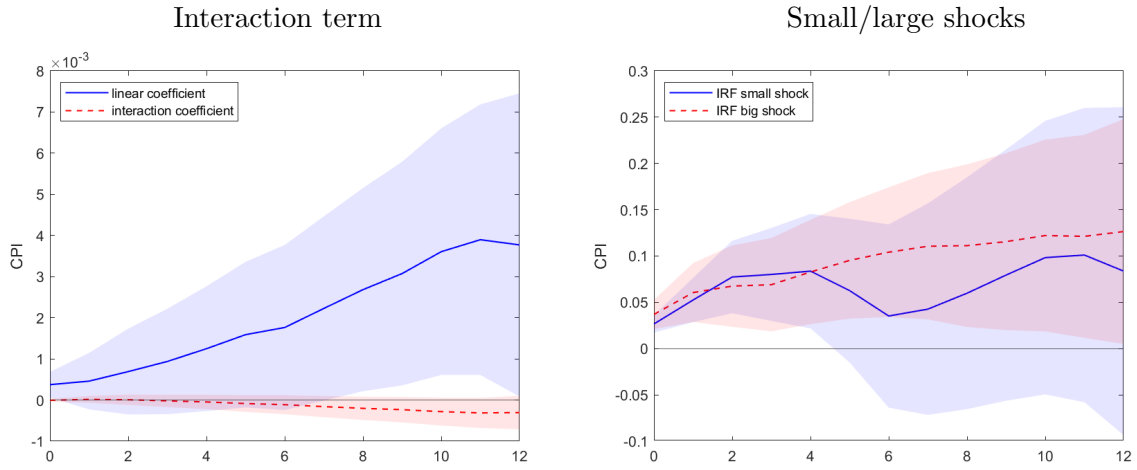 Interaction term
×10⁻³
8
7
6
5
4
3
2
1
0
-1
CPI
linear coefficient
interaction coefficient
0 2 4 6 8 10 12
Small/large shocks
0.3
0.25
0.2
0.15
0.1
0.05
0
-0.05
-0.1
CPI
IRF small shock
IRF big shock
0 2 4 6 8 10 12